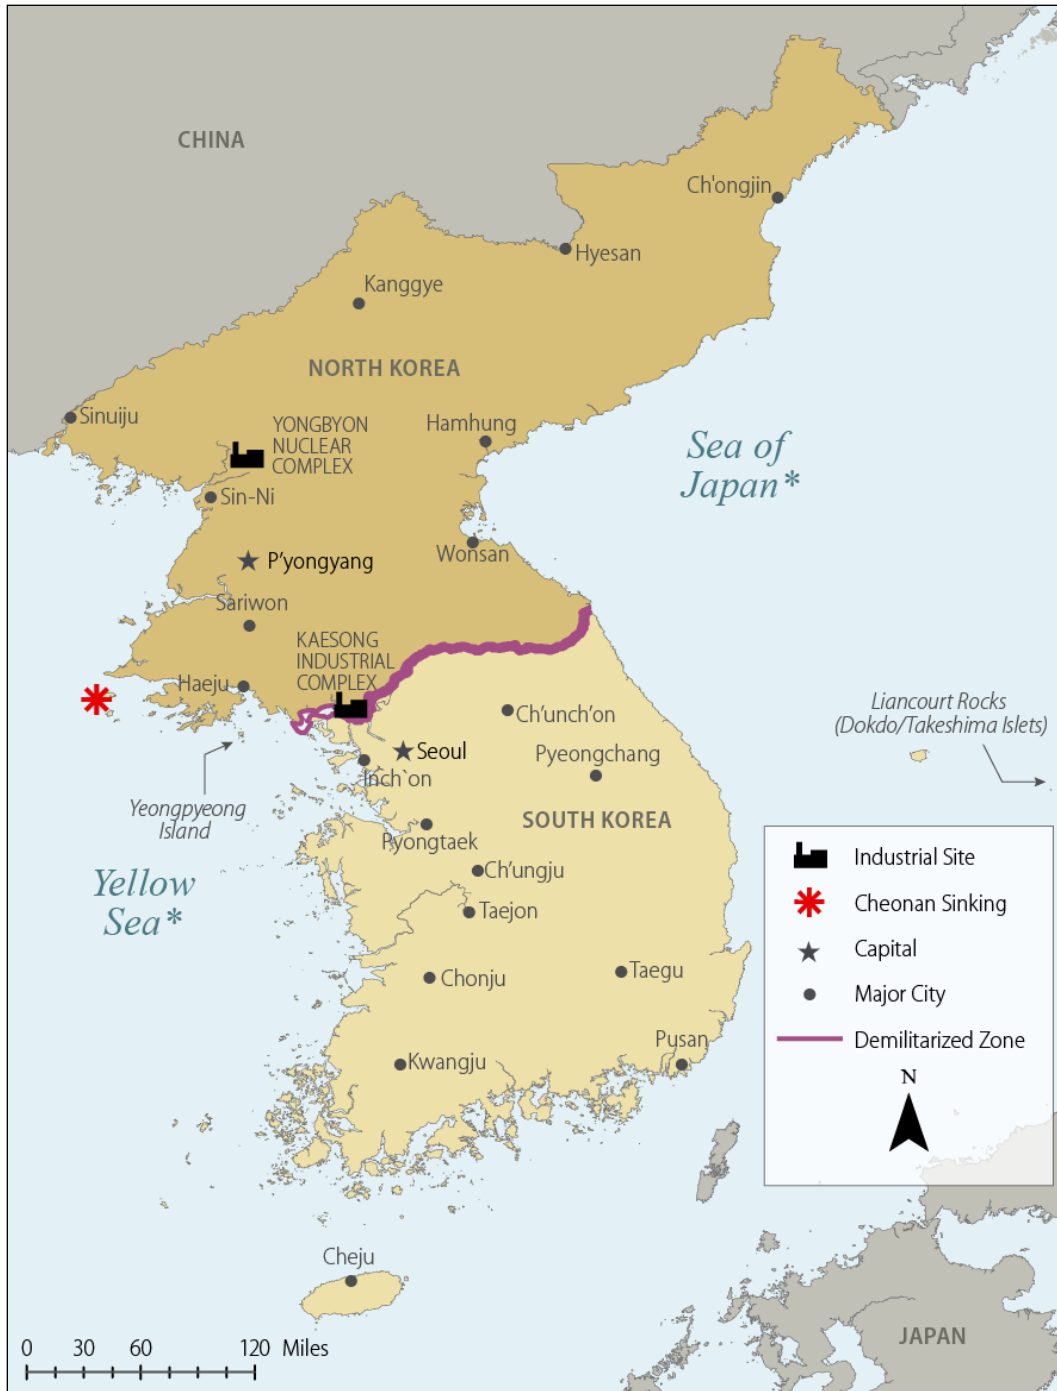 CHINA
Ch'ongjin
Hyesan
Kanggye
NORTH KOREA
Sinuiju
YONGBYON
NUCLEAR
COMPLEX
Hamhung
Sea of
Japan*
Sin-Ni
Wonsan
P'yongyang
Sariwon
KAESONG
INDUSTRIAL
COMPLEX
Haeju
Liancourt Rocks
(Dokdo/Takeshima Islets)
Ch'unch'on
Seoul
Pyeongchang
Inch`on
Yeongpyeong
Island
SOUTH KOREA
Pyongtaek
Yellow
Sea*
Ch'ungju
Taejon
Chonju
Taegu
Pusan
Kwangju
Industrial Site
Cheonan Sinking
Capital
Major City
Demilitarized Zone
N
Cheju
JAPAN
0 30 60 120 Miles